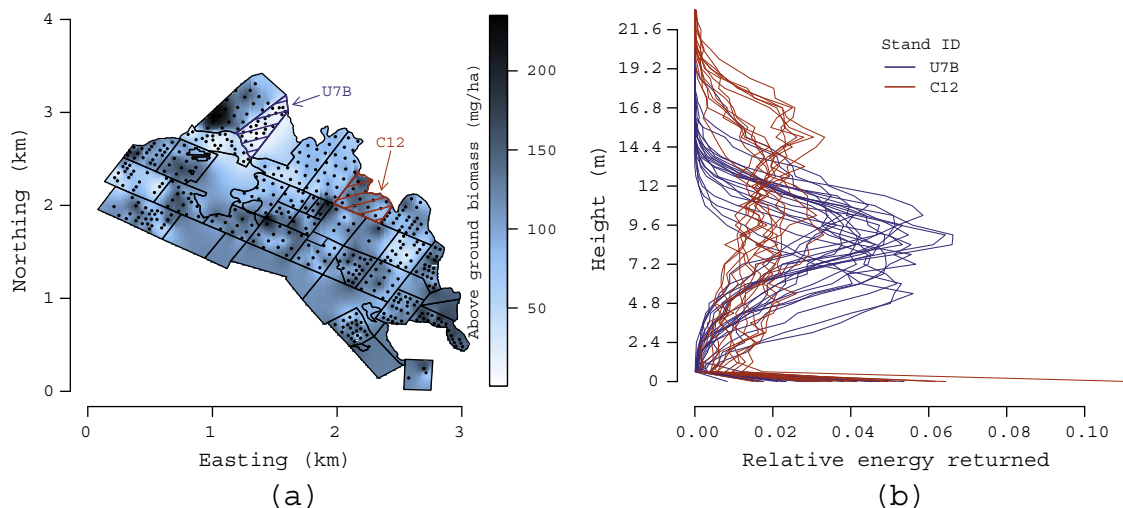 4
3
2
1
0
Northing (km)
0
1
2
3
Easting (km)
(a)
U7B
C12
Above ground biomass (mg/ha)
200
150
100
50
21.6
19.2
16.8
14.4
12
9.6
7.2
4.8
2.4
0
Height (m)
Stand ID
U7B
C12
0.00
0.02
0.04
0.06
0.08
0.10
Relative energy returned
(b)